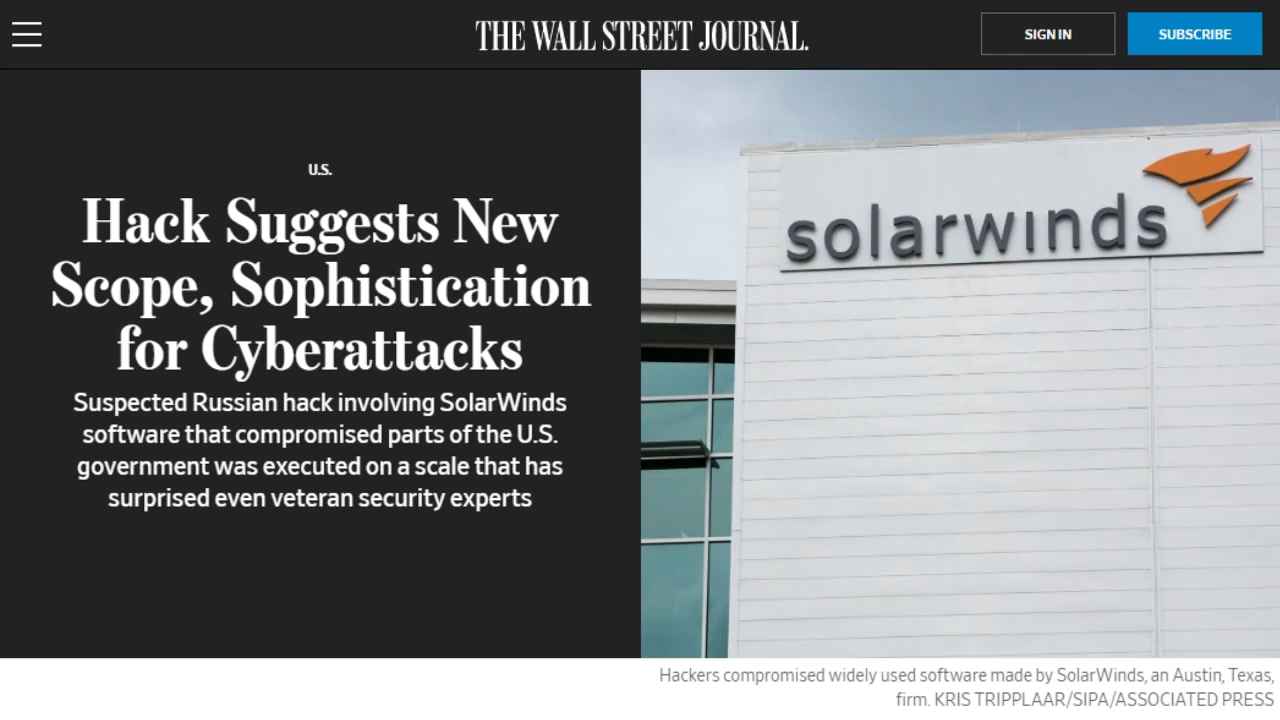 THE WALL STREET JOURNAL.
SIGN IN
SUBSCRIBE
U.S.
Hack Suggests New
Scope, Sophistication
for Cyberattacks
Suspected Russian hack involving SolarWinds
software that compromised parts of the U.S.
government was executed on a scale that has
surprised even veteran security experts
solarwinds
Hackers compromised widely used software made by SolarWinds, an Austin, Texas,
firm. KRIS TRIPPLAAR/SIPA/ASSOCIATED PRESS